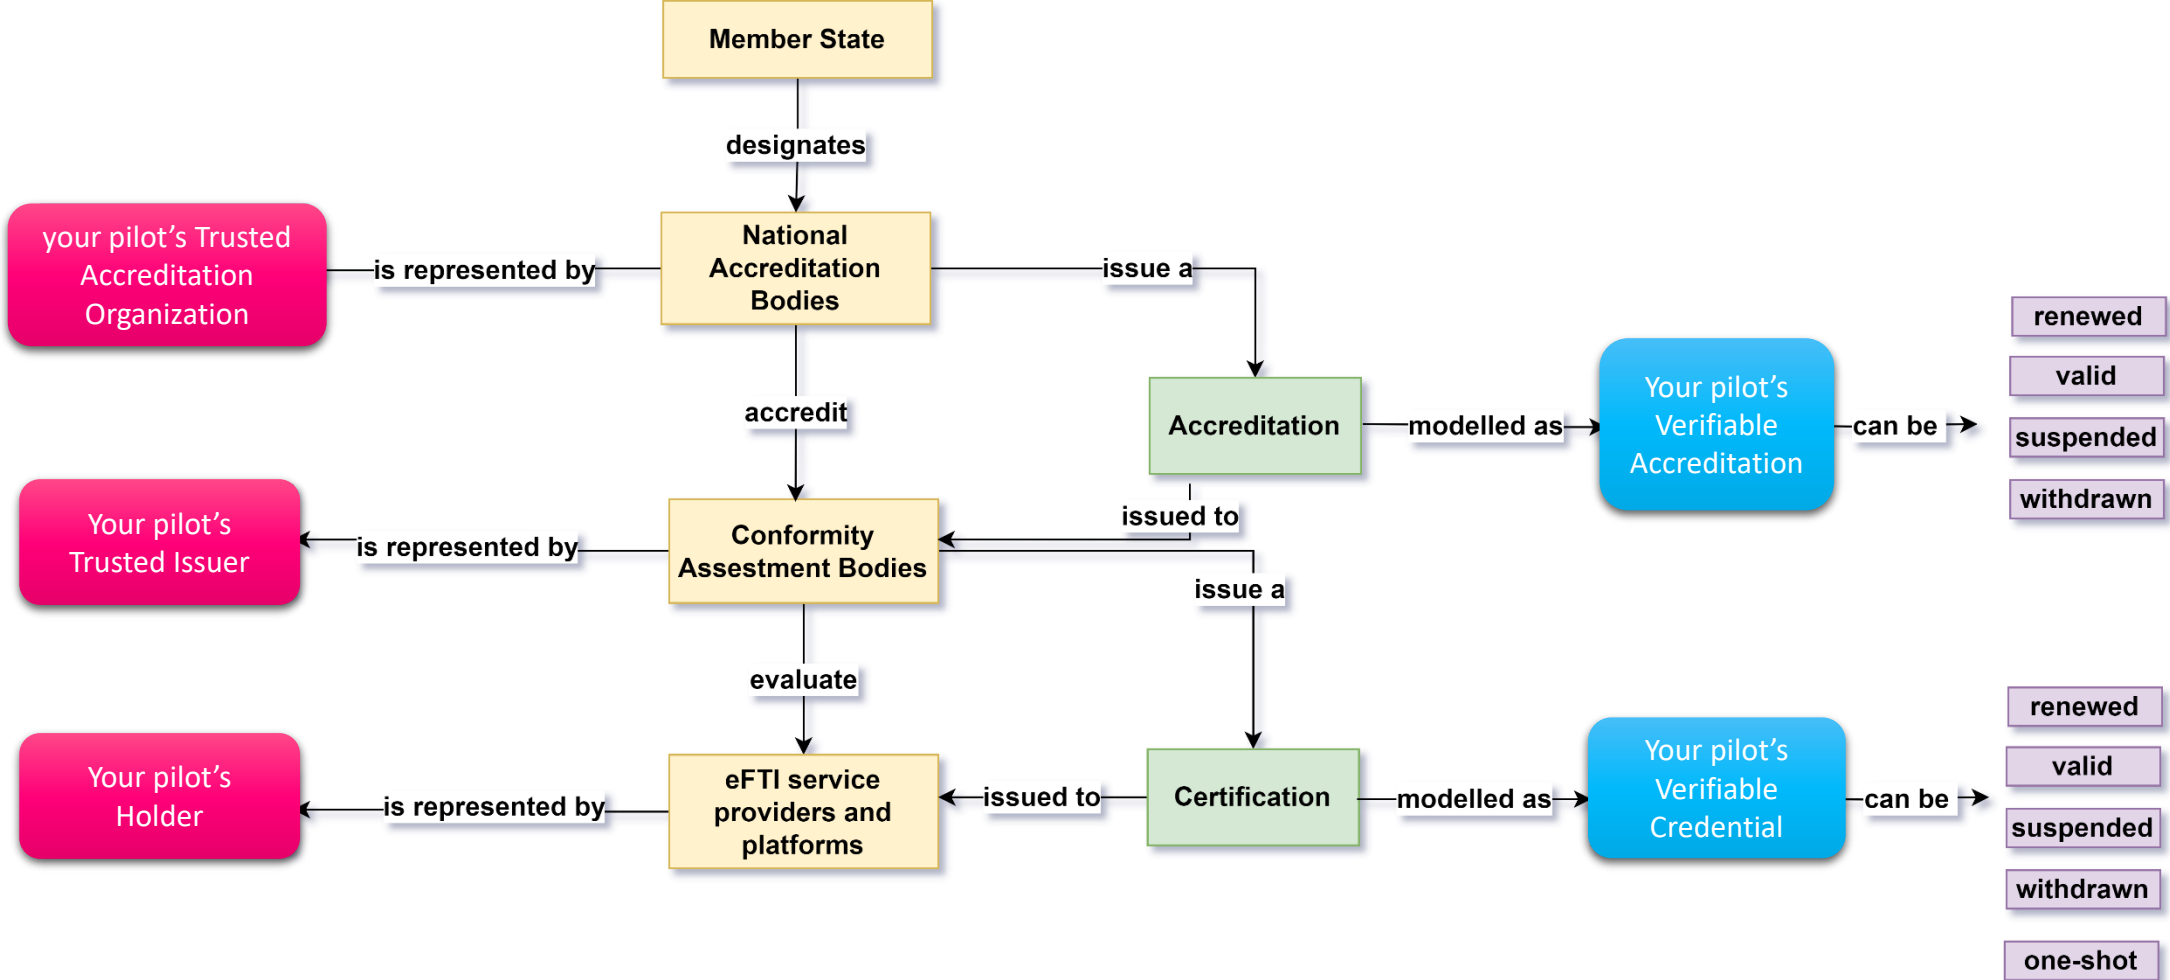 Member State
designates
your pilot’s Trusted
Accreditation
Organization
is represented by
National
Accreditation
Bodies
issue a
accredit
Accreditation
modelled as
Your pilot’s
Verifiable
Accreditation
can be
renewed
valid
suspended
withdrawn
issued to
Your pilot’s
Trusted Issuer
is represented by
Conformity
Assestment Bodies
issue a
evaluate
Your pilot’s
Holder
is represented by
eFTI service
providers and
platforms
issued to
Certification
modelled as
Your pilot’s
Verifiable
Credential
can be
renewed
valid
suspended
withdrawn
one-shot